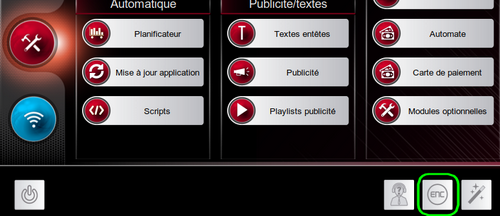 Automatique
Publicité/textes
Planificateur
Textes entêtes
Automate
Mise à jour application
Publicité
Carte de paiement
Scripts
Playlists publicité
Modules optionnelles
ENC